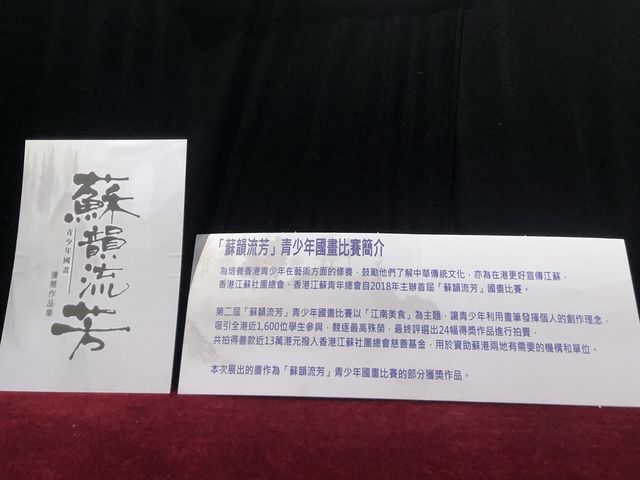 蘇韻流芳
青少年國畫
獲獎作品集
「蘇韻流芳」青少年國畫比賽簡介
為培養香港青少年在藝術方面的修養，鼓勵他們了解中華傳統文化，亦為在港更好宣傳江蘇，
香港江蘇社團總會、香港江蘇青年總會自2018年主辦首屆「蘇韻流芳」國畫比賽。
第二屆「蘇韻流芳」青少年國畫比賽以「江南美食」為主題，讓青少年利用畫筆發揮個人的創作理念，
吸引全港近1,600位學生參與，競逐最高殊榮，最終評選出24幅得獎作品進行拍賣，
共拍得善款近13萬港元撥入香港江蘇社團總會慈善基金，用於資助蘇港兩地有需要的機構和單位。
本次展出的畫作為「蘇韻流芳」青少年國畫比賽的部分獲獎作品。